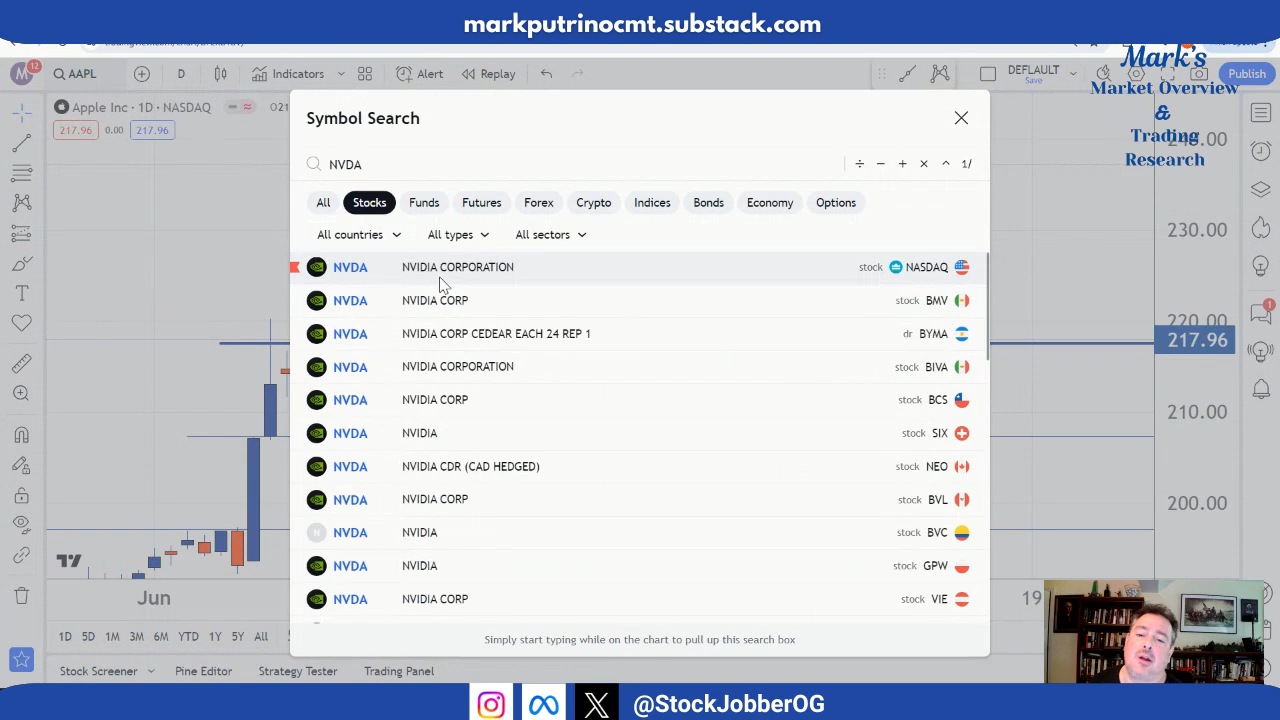 markputrinocmt.substack.com
M 12 AAPL D Indicators Alert Replay DEFLAULT Save Publish
Mark's
Market Overview
&
Trading
Research
Apple Inc · 1D · NASDAQ
217.96 0.00 217.96
Symbol Search
NVDA ÷ − + × ^ 1/
All Stocks Funds Futures Forex Crypto Indices Bonds Economy Options
All countries All types All sectors
NVDA NVIDIA CORPORATION stock NASDAQ
NVDA NVIDIA CORP stock BMV
NVDA NVIDIA CORP CEDEAR EACH 24 REP 1 dr BYMA
NVDA NVIDIA CORPORATION stock BIVA
NVDA NVIDIA CORP stock BCS
NVDA NVIDIA stock SIX
NVDA NVIDIA CDR (CAD HEDGED) stock NEO
NVDA NVIDIA CORP stock BVL
N NVDA NVIDIA stock BVC
NVDA NVIDIA stock GPW
NVDA NVIDIA CORP stock VIE
Simply start typing while on the chart to pull up this search box
230.00
220.00
217.96
210.00
200.00
Jun 19
1D 5D 1M 3M 6M YTD 1Y 5Y All
Stock Screener Pine Editor Strategy Tester Trading Panel
@StockJobberOG